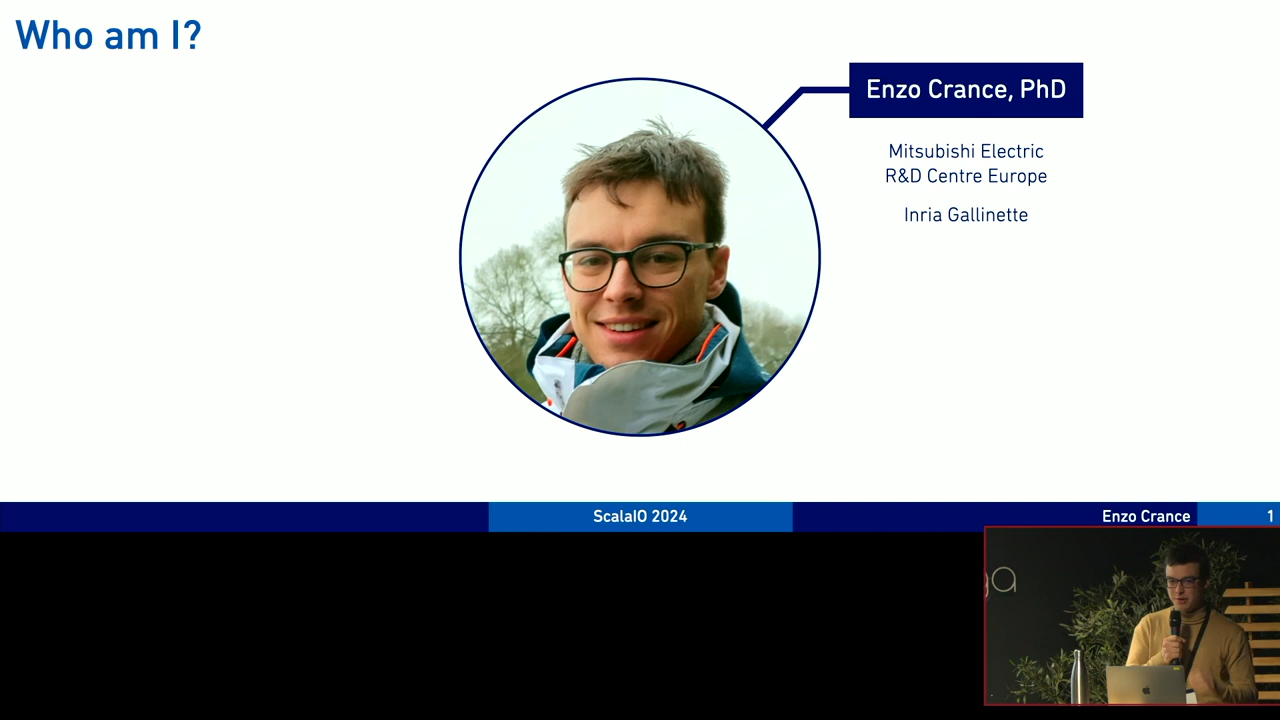 Who am I?
Enzo Crance, PhD
Mitsubishi Electric
R&D Centre Europe
Inria Gallinette
ScalaIO 2024
Enzo Crance
1